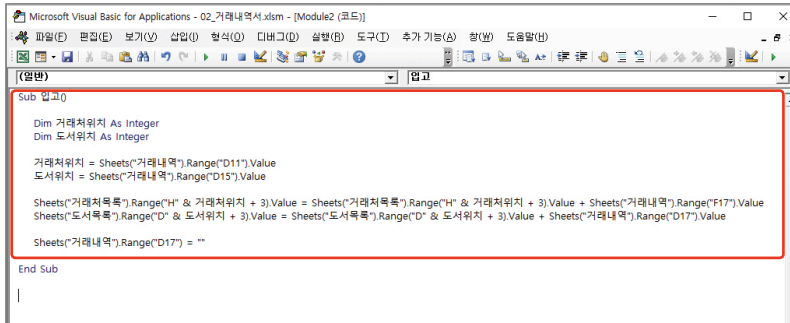 Microsoft Visual Basic for Applications - 02_거래내역서.xlsm - [Module2 (코드)]
파일(F) 편집(E) 보기(V) 삽입(I) 형식(O) 디버그(D) 실행(R) 도구(T) 추가 기능(A) 창(W) 도움말(H)
(일반) 입고
Sub 입고()
Dim 거래처위치 As Integer
Dim 도서위치 As Integer
거래처위치 = Sheets("거래내역").Range("D11").Value
도서위치 = Sheets("거래내역").Range("D15").Value
Sheets("거래처목록").Range("H" & 거래처위치 + 3).Value = Sheets("거래처목록").Range("H" & 거래처위치 + 3).Value + Sheets("거래내역").Range("F17").Value
Sheets("도서목록").Range("D" & 도서위치 + 3).Value = Sheets("도서목록").Range("D" & 도서위치 + 3).Value + Sheets("거래내역").Range("D17").Value
Sheets("거래내역").Range("D17") = ""
End Sub